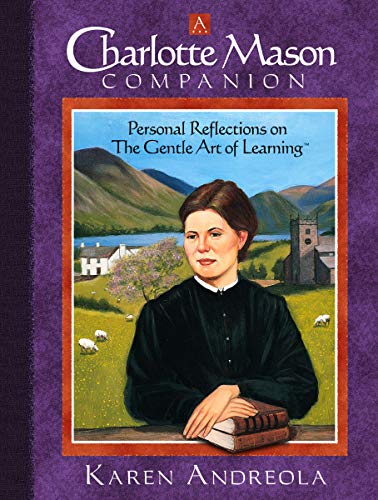 A
Charlotte Mason
COMPANION
Personal Reflections on
The Gentle Art of Learning™
KAREN ANDREOLA